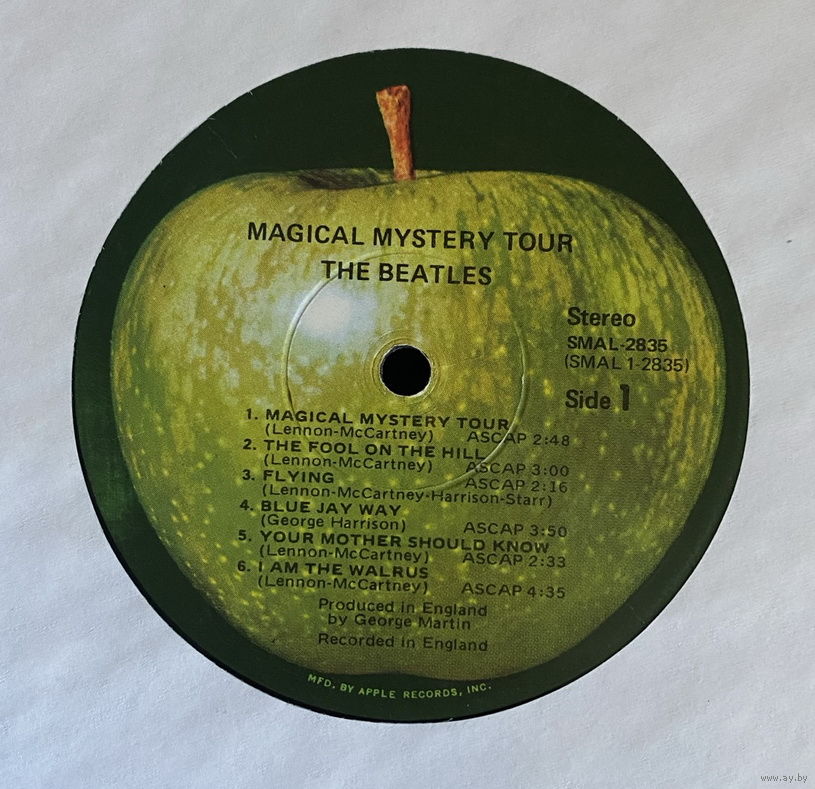 MAGICAL MYSTERY TOUR
THE BEATLES
Stereo
SMAL-2835
(SMAL 1-2835)
Side 1
1. MAGICAL MYSTERY TOUR
(Lennon-McCartney) ASCAP 2:48
2. THE FOOL ON THE HILL
(Lennon-McCartney) ASCAP 3:00
3. FLYING ASCAP 2:16
(Lennon-McCartney-Harrison-Starr)
4. BLUE JAY WAY
(George Harrison) ASCAP 3:50
5. YOUR MOTHER SHOULD KNOW
(Lennon-McCartney) ASCAP 2:33
6. I AM THE WALRUS
(Lennon-McCartney) ASCAP 4:35
Produced in England
by George Martin
Recorded in England
MFD. BY APPLE RECORDS, INC.
www.ay.by